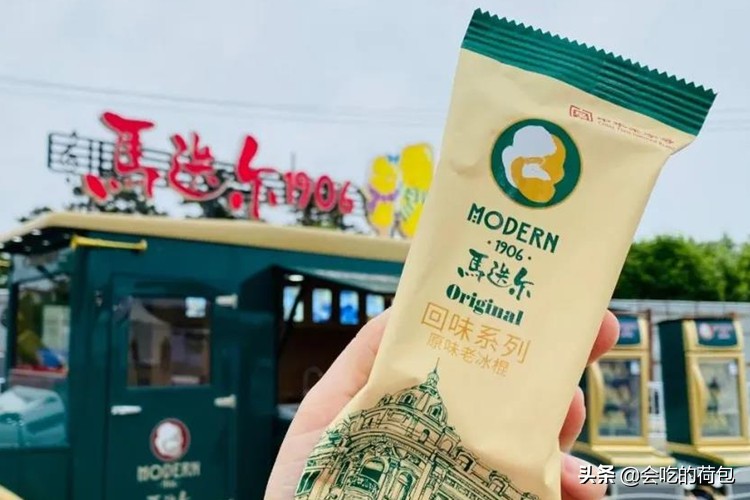 馬迭尔1906
MODERN
·1906·
馬迭尔
Original
回味系列
原味老冰棍
MODERN
头条 @会吃的荷包